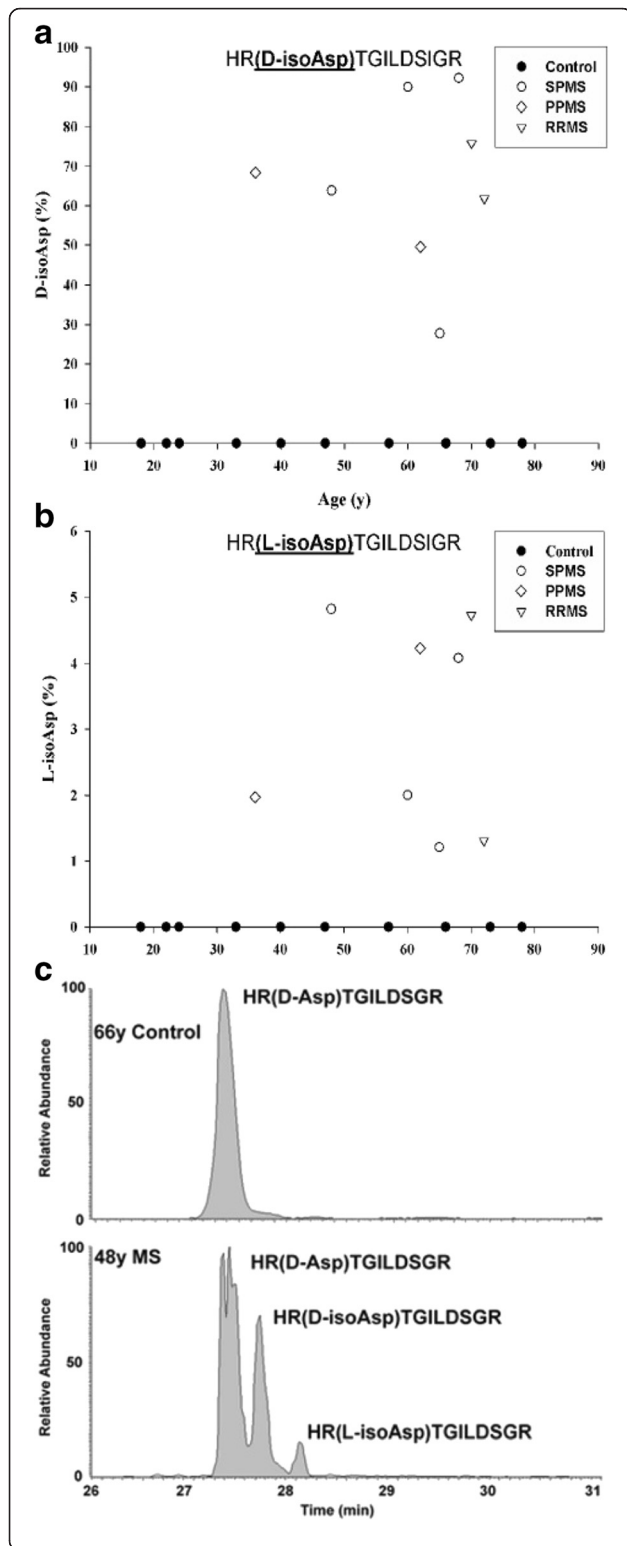 a
HR(D-isoAsp)TGILDSIGR
Control
SPMS
PPMS
RRMS
D-isoAsp (%)
100
90
80
70
60
50
40
30
20
10
0
10 20 30 40 50 60 70 80 90
Age (y)
b
HR(L-isoAsp)TGILDSIGR
Control
SPMS
PPMS
RRMS
L-isoAsp (%)
6
5
4
3
2
1
0
10 20 30 40 50 60 70 80 90
c
HR(D-Asp)TGILDSGR
66y Control
Relative Abundance
100
50
0
48y MS
HR(D-Asp)TGILDSGR
HR(D-isoAsp)TGILDSGR
HR(L-isoAsp)TGILDSGR
Relative Abundance
100
50
0
26 27 28 29 30 31
Time (min)